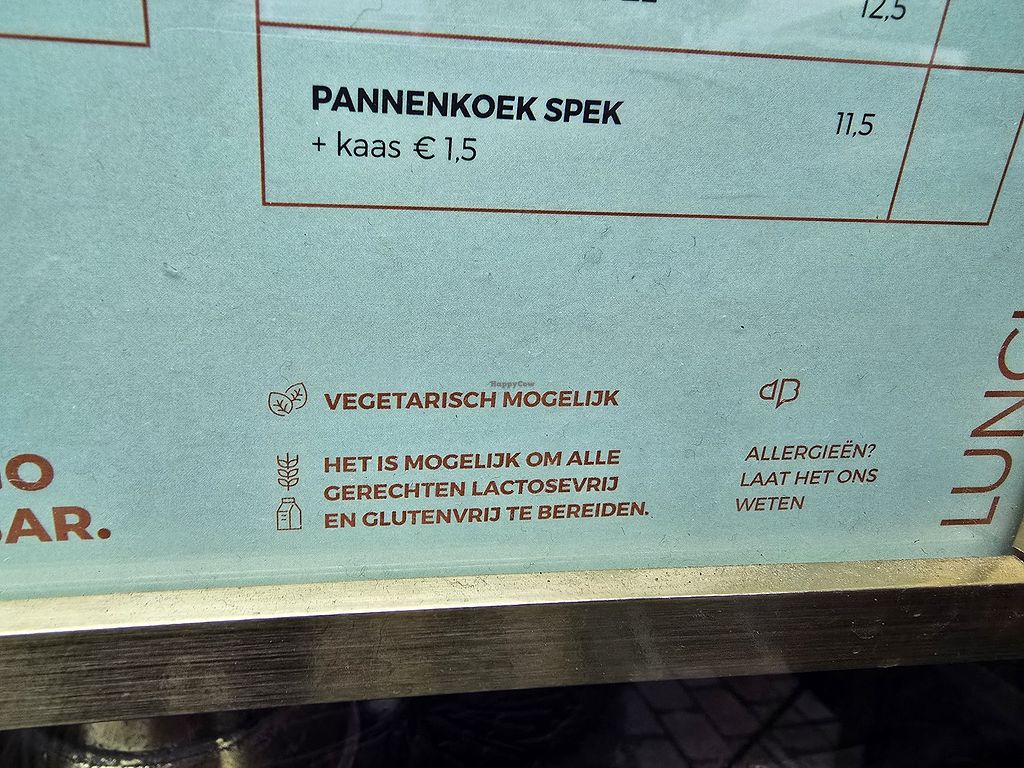 12,5
PANNENKOEK SPEK
11,5
+ kaas € 1,5
HappyCow
VEGETARISCH MOGELIJK
HET IS MOGELIJK OM ALLE
GERECHTEN LACTOSEVRIJ
EN GLUTENVRIJ TE BEREIDEN.
ALLERGIEËN?
LAAT HET ONS
WETEN